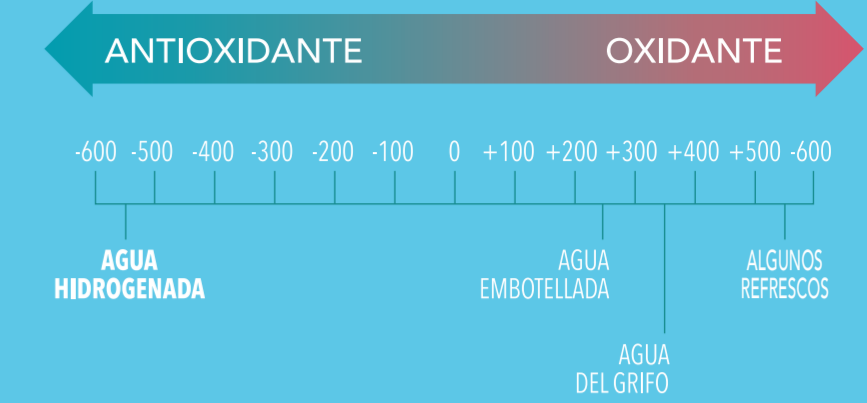 ANTIOXIDANTE OXIDANTE
-600 -500 -400 -300 -200 -100 0 +100 +200 +300 +400 +500 -600
AGUA
HIDROGENADA
AGUA
EMBOTELLADA
ALGUNOS
REFRESCOS
AGUA
DEL GRIFO